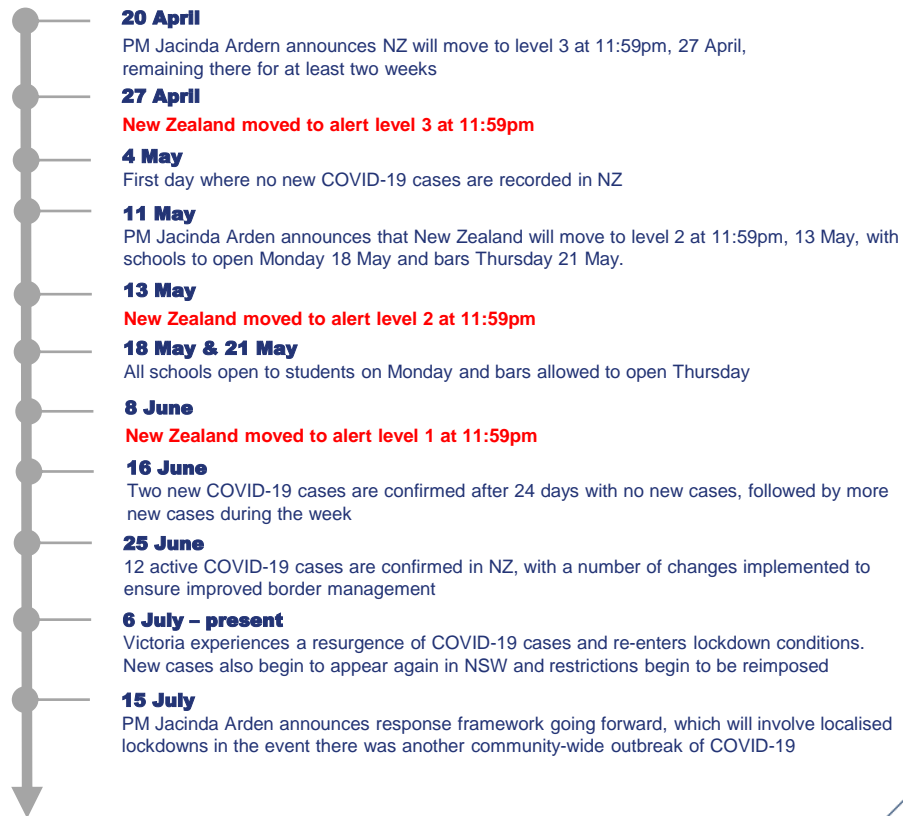 20 April
PM Jacinda Ardern announces NZ will move to level 3 at 11:59pm, 27 April,
remaining there for at least two weeks
27 April
New Zealand moved to alert level 3 at 11:59pm
4 May
First day where no new COVID-19 cases are recorded in NZ
11 May
PM Jacinda Arden announces that New Zealand will move to level 2 at 11:59pm, 13 May, with
schools to open Monday 18 May and bars Thursday 21 May.
13 May
New Zealand moved to alert level 2 at 11:59pm
18 May & 21 May
All schools open to students on Monday and bars allowed to open Thursday
8 June
New Zealand moved to alert level 1 at 11:59pm
16 June
Two new COVID-19 cases are confirmed after 24 days with no new cases, followed by more
new cases during the week
25 June
12 active COVID-19 cases are confirmed in NZ, with a number of changes implemented to
ensure improved border management
6 July – present
Victoria experiences a resurgence of COVID-19 cases and re-enters lockdown conditions.
New cases also begin to appear again in NSW and restrictions begin to be reimposed
15 July
PM Jacinda Arden announces response framework going forward, which will involve localised
lockdowns in the event there was another community-wide outbreak of COVID-19